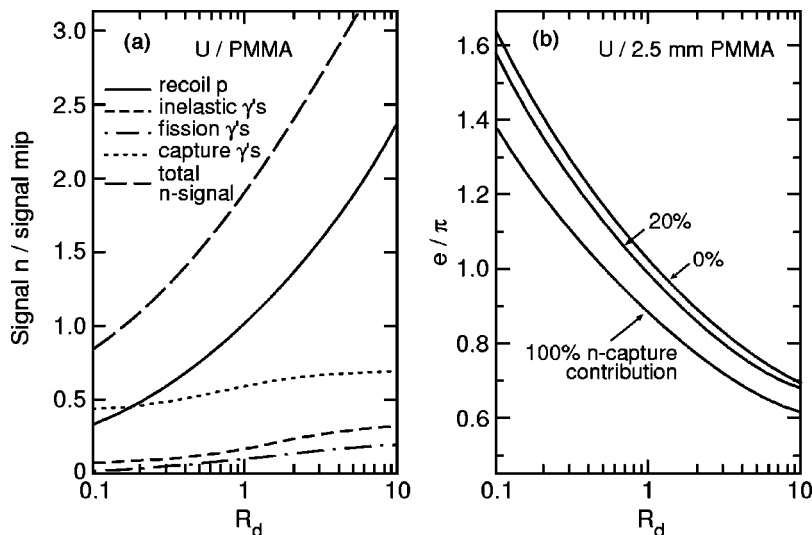 (a) U / PMMA
recoil p
inelastic γ's
fission γ's
capture γ's
total
n-signal
Signal n / signal mip
3.0
2.5
2.0
1.5
1.0
0.5
0
0.1
1
10
R_d
(b) U / 2.5 mm PMMA
e / π
1.6
1.4
1.2
1.0
0.8
0.6
20%
0%
100% n-capture
contribution
0.1
1
10
R_d